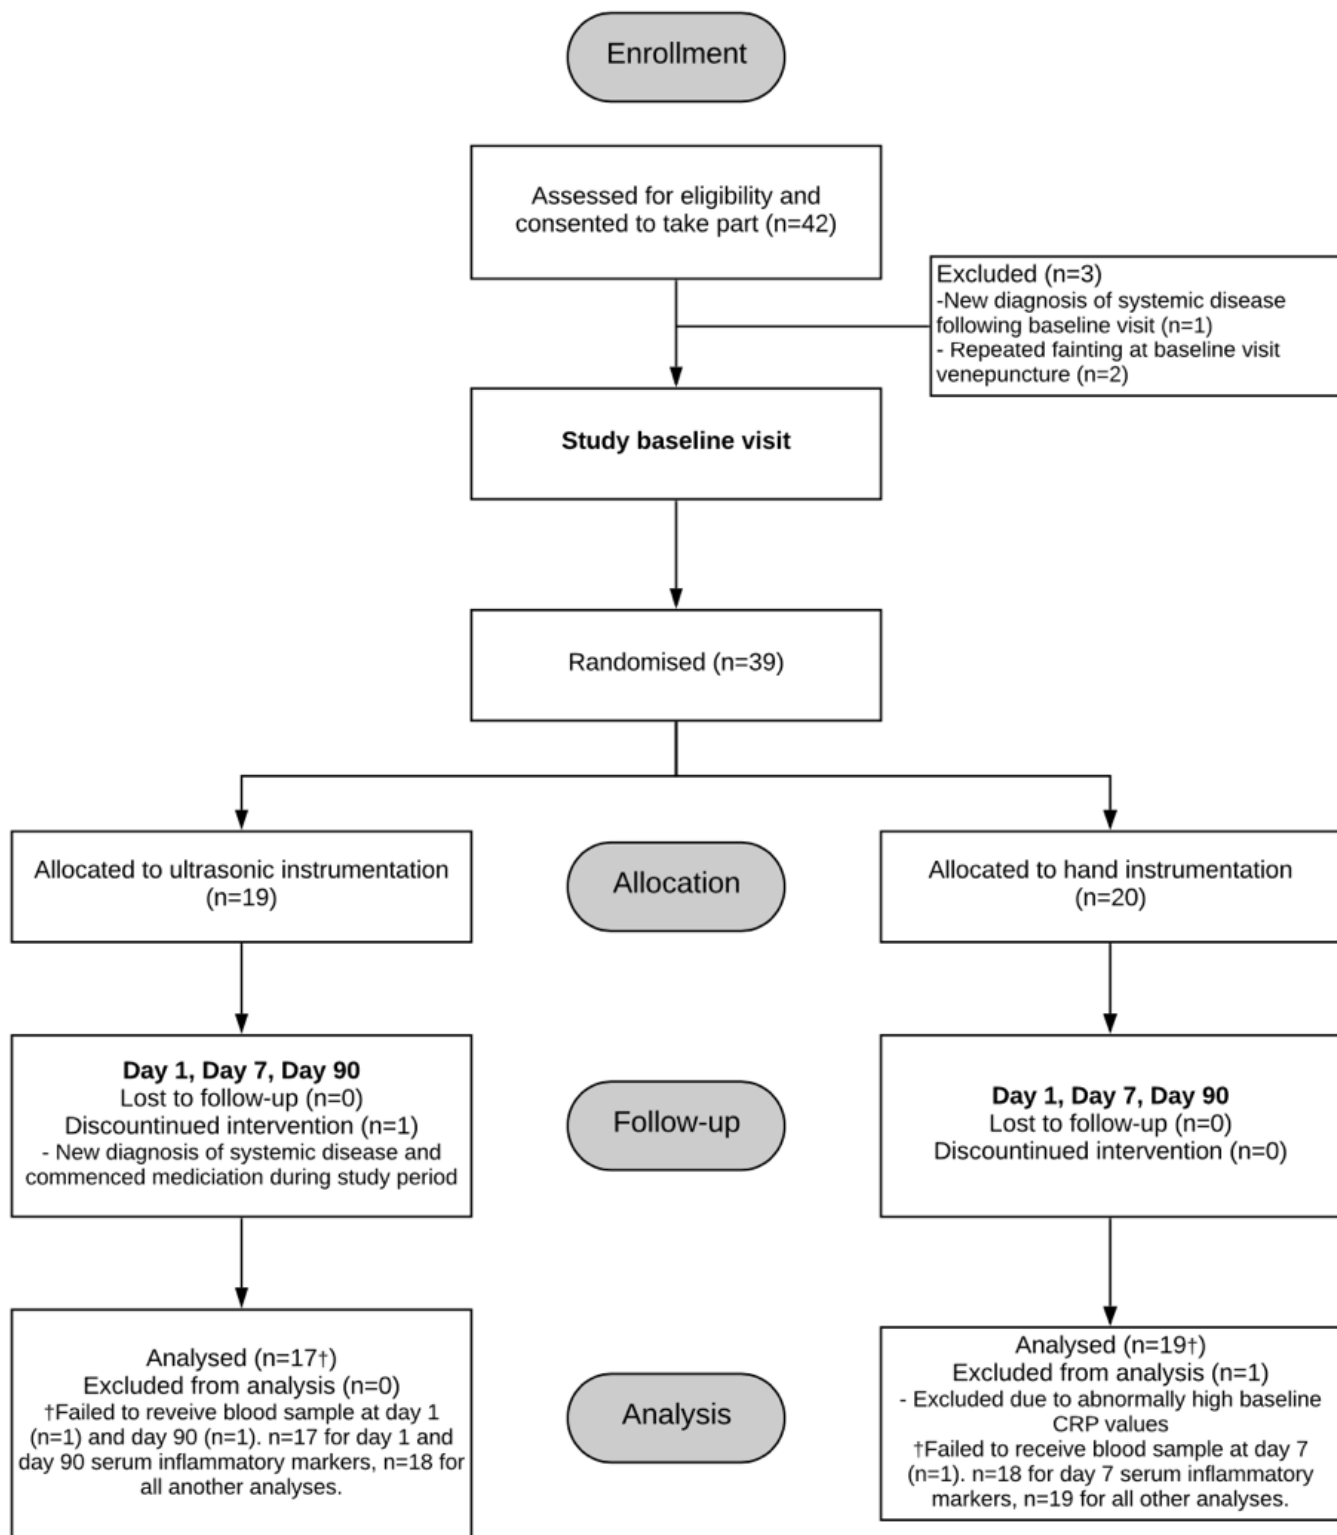 Enrollment
Assessed for eligibility and
consented to take part (n=42)
Excluded (n=3)
-New diagnosis of systemic disease
following baseline visit (n=1)
- Repeated fainting at baseline visit
venepuncture (n=2)
Study baseline visit
Randomised (n=39)
Allocated to ultrasonic instrumentation
(n=19)
Allocation
Allocated to hand instrumentation
(n=20)
Day 1, Day 7, Day 90
Lost to follow-up (n=0)
Discountinued intervention (n=1)
- New diagnosis of systemic disease and
commenced mediciation during study period
Follow-up
Day 1, Day 7, Day 90
Lost to follow-up (n=0)
Discountinued intervention (n=0)
Analysed (n=17†)
Excluded from analysis (n=0)
†Failed to reveive blood sample at day 1
(n=1) and day 90 (n=1). n=17 for day 1 and
day 90 serum inflammatory markers, n=18 for
all another analyses.
Analysis
Analysed (n=19†)
Excluded from analysis (n=1)
- Excluded due to abnormally high baseline
CRP values
†Failed to receive blood sample at day 7
(n=1). n=18 for day 7 serum inflammatory
markers, n=19 for all other analyses.